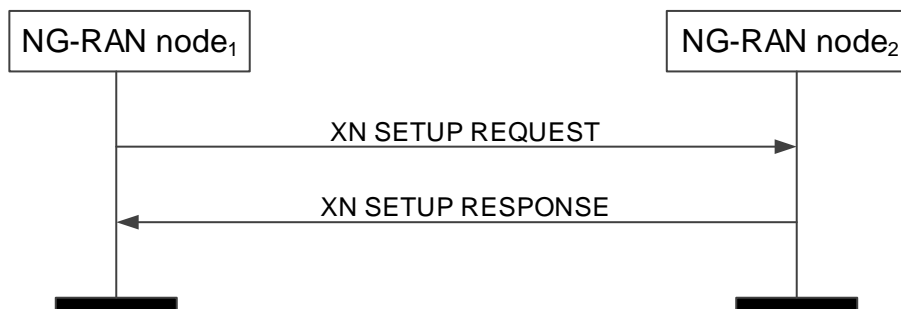 NG-RAN node₁
NG-RAN node₂
XN SETUP REQUEST
XN SETUP RESPONSE